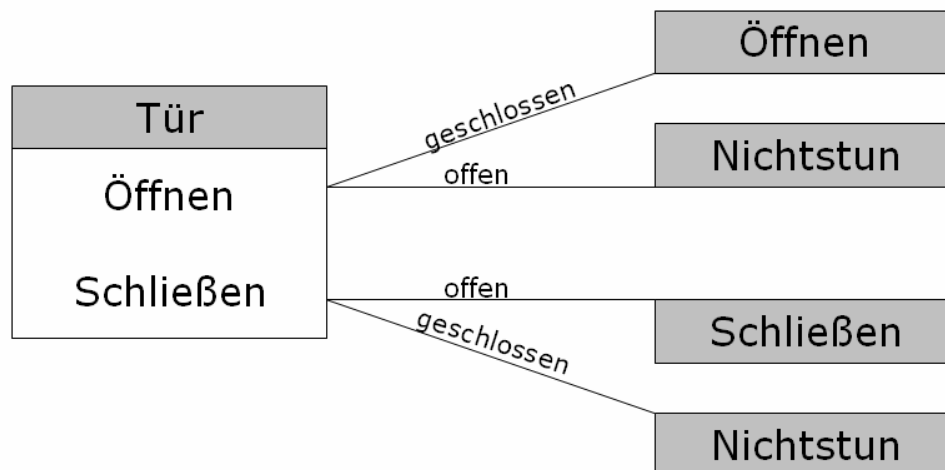 Tür
Öffnen
Schließen
geschlossen
offen
offen
geschlossen
Öffnen
Nichtstun
Schließen
Nichtstun